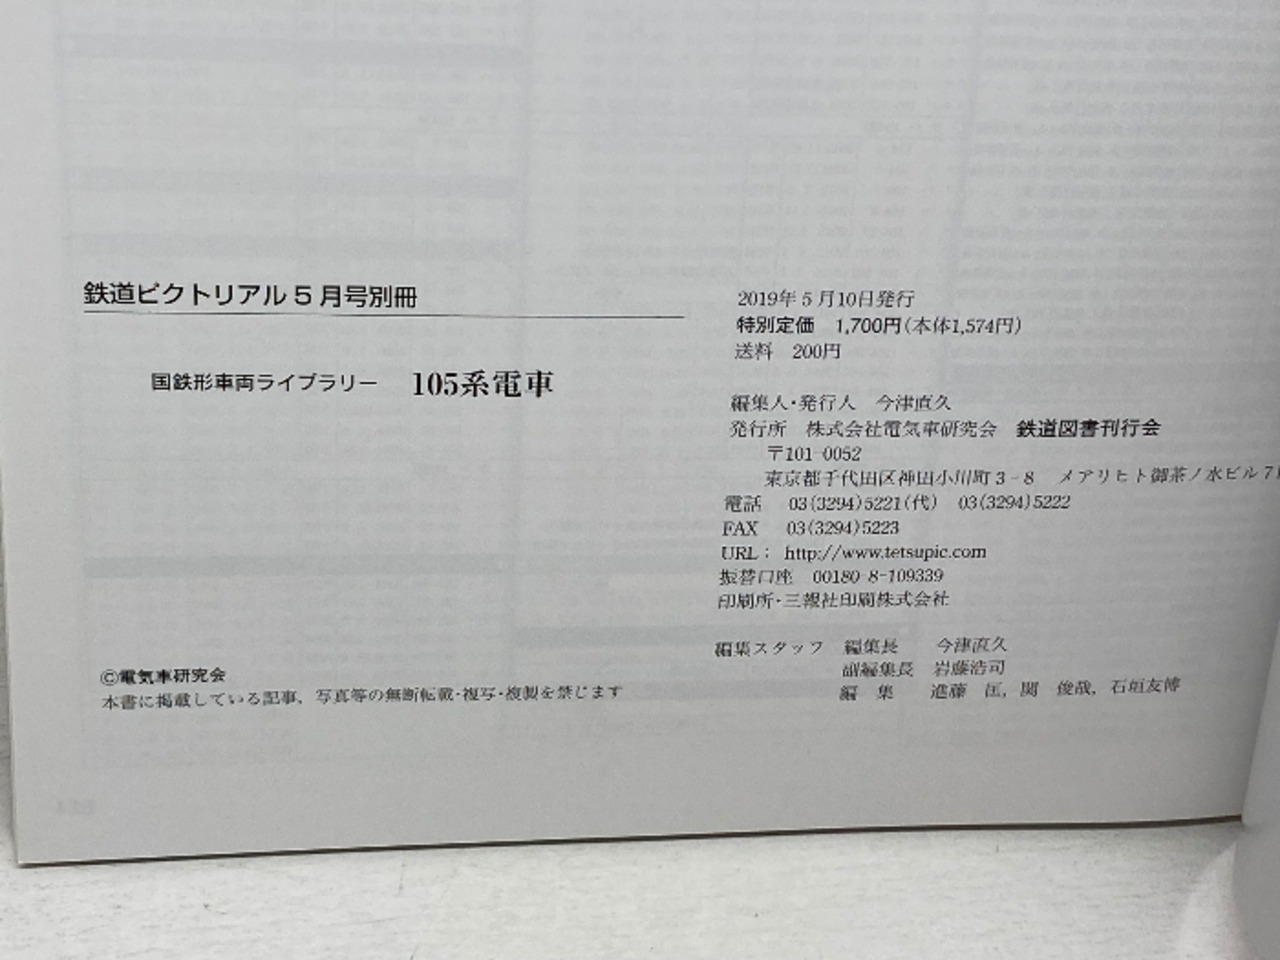 鉄道ピクトリアル5月号別冊
国鉄形車両ライブラリー 105系電車
©電気車研究会
本書に掲載している記事，写真等の無断転載・複写・複製を禁じます
2019年5月10日発行
特別定価 1,700円(本体1,574円)
送料 200円
編集人・発行人 今津直久
発行所 株式会社電気車研究会 鉄道図書刊行会
〒101-0052
東京都千代田区神田小川町3-8 メアリヒト御茶ノ水ビル7
電話 03(3294)5221(代) 03(3294)5222
FAX 03(3294)5223
URL： http://www.tetsupic.com
振替口座 00180-8-109339
印刷所・三報社印刷株式会社
編集スタッフ 編集長 今津直久
副編集長 岩藤浩司
編 集 進藤 匡，関 俊哉，石垣友博